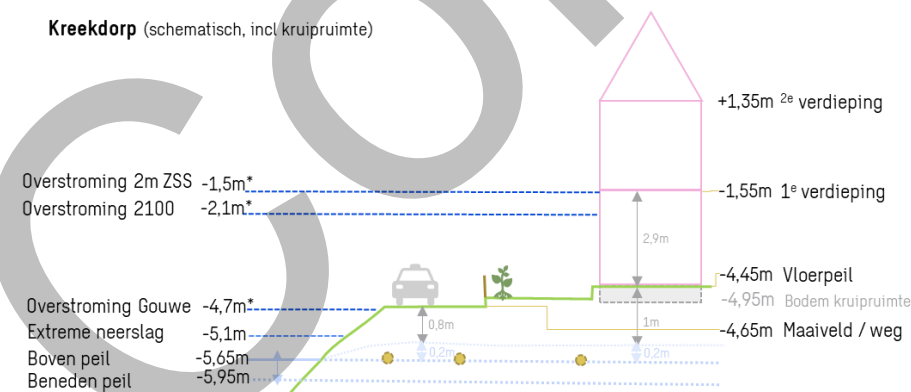 Kreekdorp (schematisch, incl kruipruimte)
+1,35m 2e verdieping
Overstroming 2m ZSS -1,5m*
-1,55m 1e verdieping
Overstroming 2100 -2,1m*
2,9m
-4,45m Vloerpeil
-4,95m Bodem kruipruimte
Overstroming Gouwe -4,7m*
0,8m
1m
-4,65m Maaiveld / weg
Extreme neerslag -5,1m
0,2m
0,2m
Boven peil -5,65m
Beneden peil -5,95m